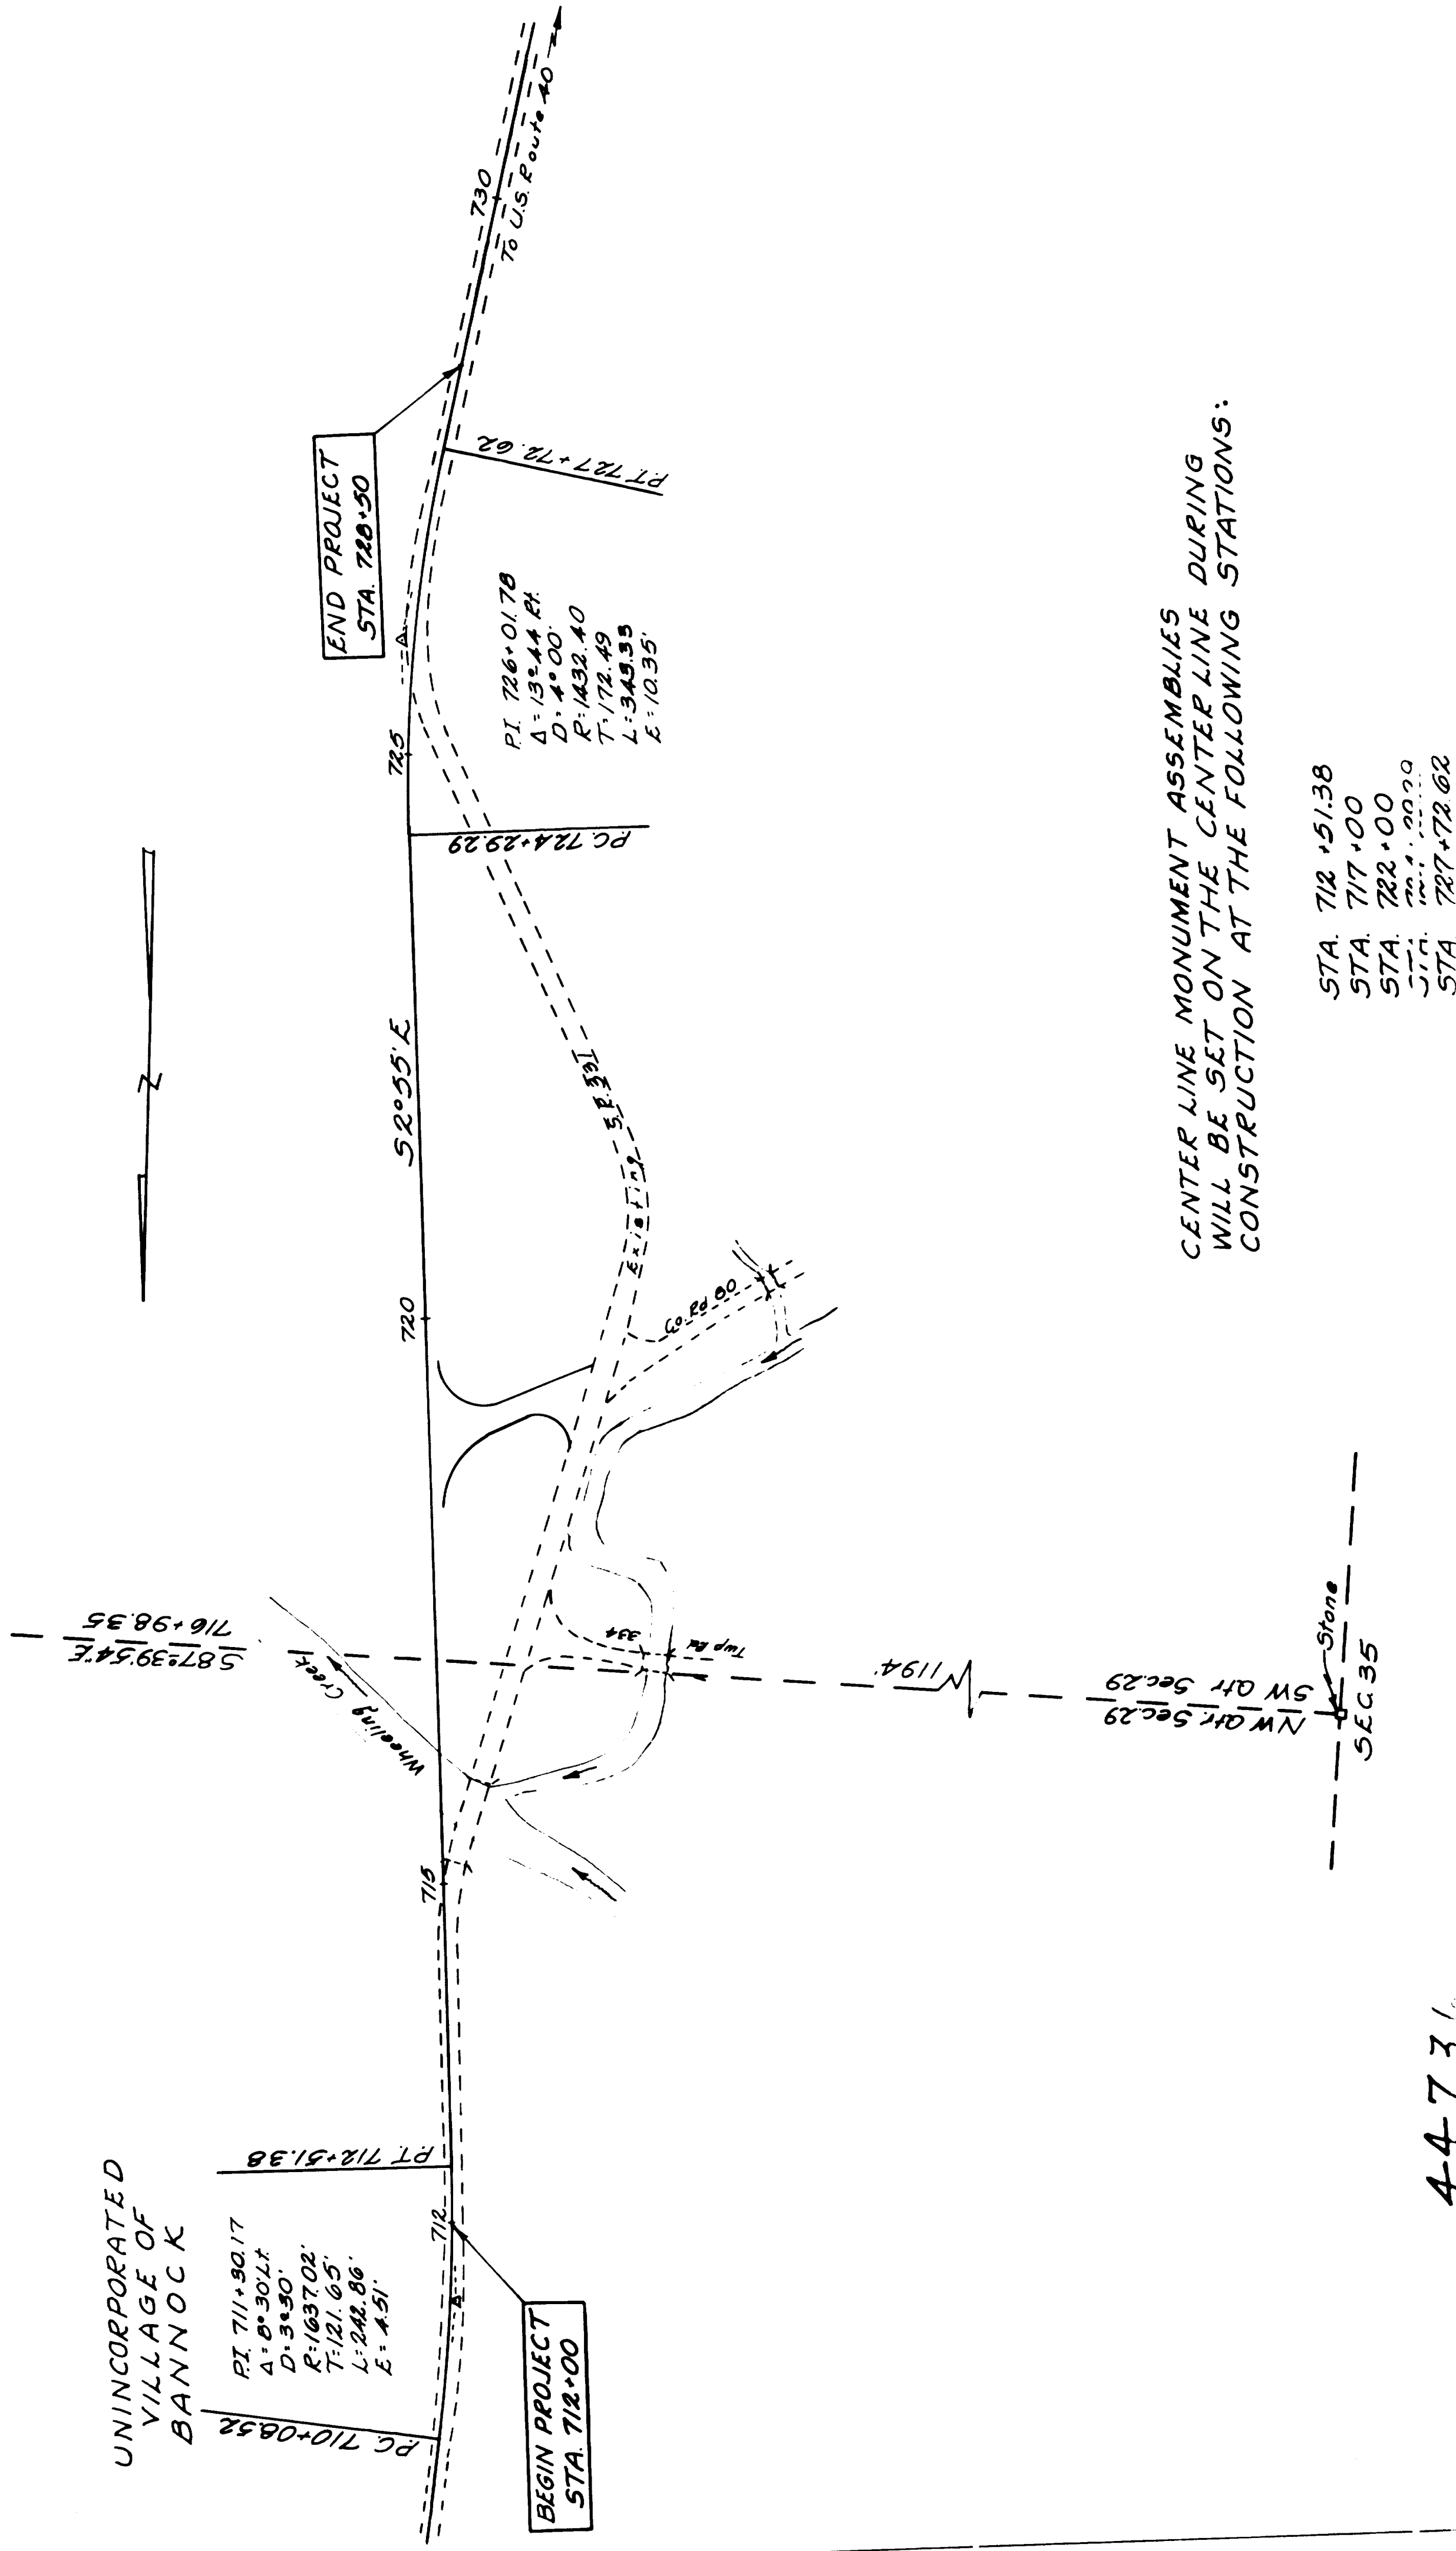 UNINCORPORATED
VILLAGE OF
BANNOCK
P.C. 710+08.52
P.I. 711+30.17
Δ=8°30' Lt.
D=3°30'
R=1637.02'
T=121.65'
L=242.86'
E=4.51'
P.T. 712+51.38
712
BEGIN PROJECT
STA. 712+00
715
Wheeling Creek
S87°39'54"E
716+98.35
Twp Rd
334
1194'
NW Qtr. Sec.29
SW Qtr Sec.29
Stone
SEC.35
720
Co. Rd 80
Existing S.R. 331
S2°55'E
N
725
P.C. 724+29.29
P.I. 726+01.78
Δ=13°44' Rt.
D=4°00'
R=1432.40
T=172.49
L=343.33
E=10.35'
P.T. 727+72.62
END PROJECT
STA. 728+50
730
To U.S. Route 40
CENTER LINE MONUMENT ASSEMBLIES
WILL BE SET ON THE CENTER LINE DURING
CONSTRUCTION AT THE FOLLOWING STATIONS:
STA. 712+51.38
STA. 717+00
STA. 722+00
STA. 727+72.62
4473